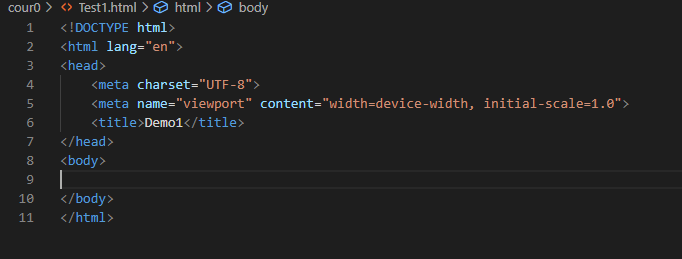 cour0 > Test1.html > html > body
1 <!DOCTYPE html>
2 <html lang="en">
3 <head>
4     <meta charset="UTF-8">
5     <meta name="viewport" content="width=device-width, initial-scale=1.0">
6     <title>Demo1</title>
7 </head>
8 <body>
9
10 </body>
11 </html>